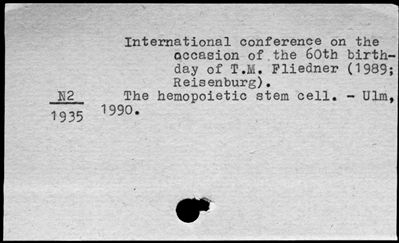 International conference on the
occasion of the 60th birth-
day of T.M. Fliedner (1989;
Reisenburg).
N2
1935
The hemopoietic stem cell. - Ulm,
1990.